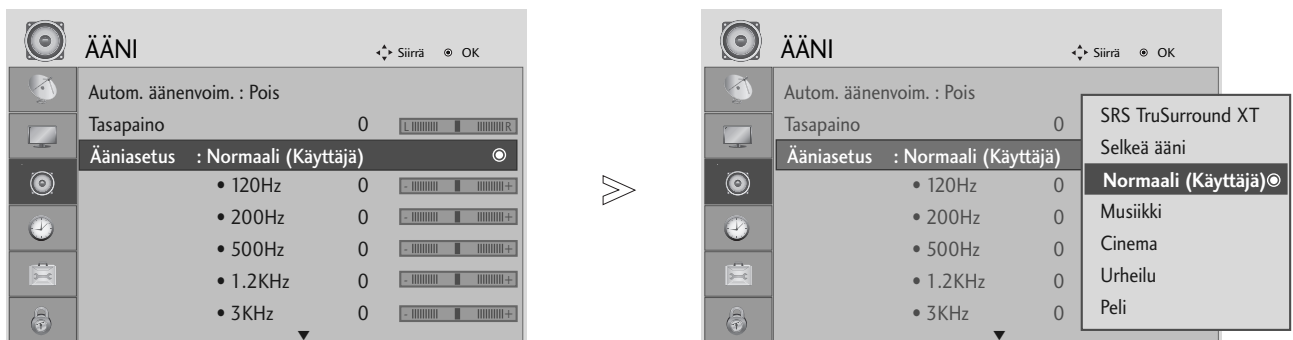 ÄÄNI
Siirrä ◉ OK
Autom. äänenvoim. : Pois
Tasapaino 0 L R
Ääniasetus : Normaali (Käyttäjä) ◉
• 120Hz 0 - +
• 200Hz 0 - +
• 500Hz 0 - +
• 1.2KHz 0 - +
• 3KHz 0 - +
ÄÄNI
Siirrä ◉ OK
Autom. äänenvoim. : Pois
Tasapaino 0
Ääniasetus : Normaali (Käyttäjä)
• 120Hz 0
• 200Hz 0
• 500Hz 0
• 1.2KHz 0
• 3KHz 0
SRS TruSurround XT
Selkeä ääni
Normaali (Käyttäjä)◉
Musiikki
Cinema
Urheilu
Peli